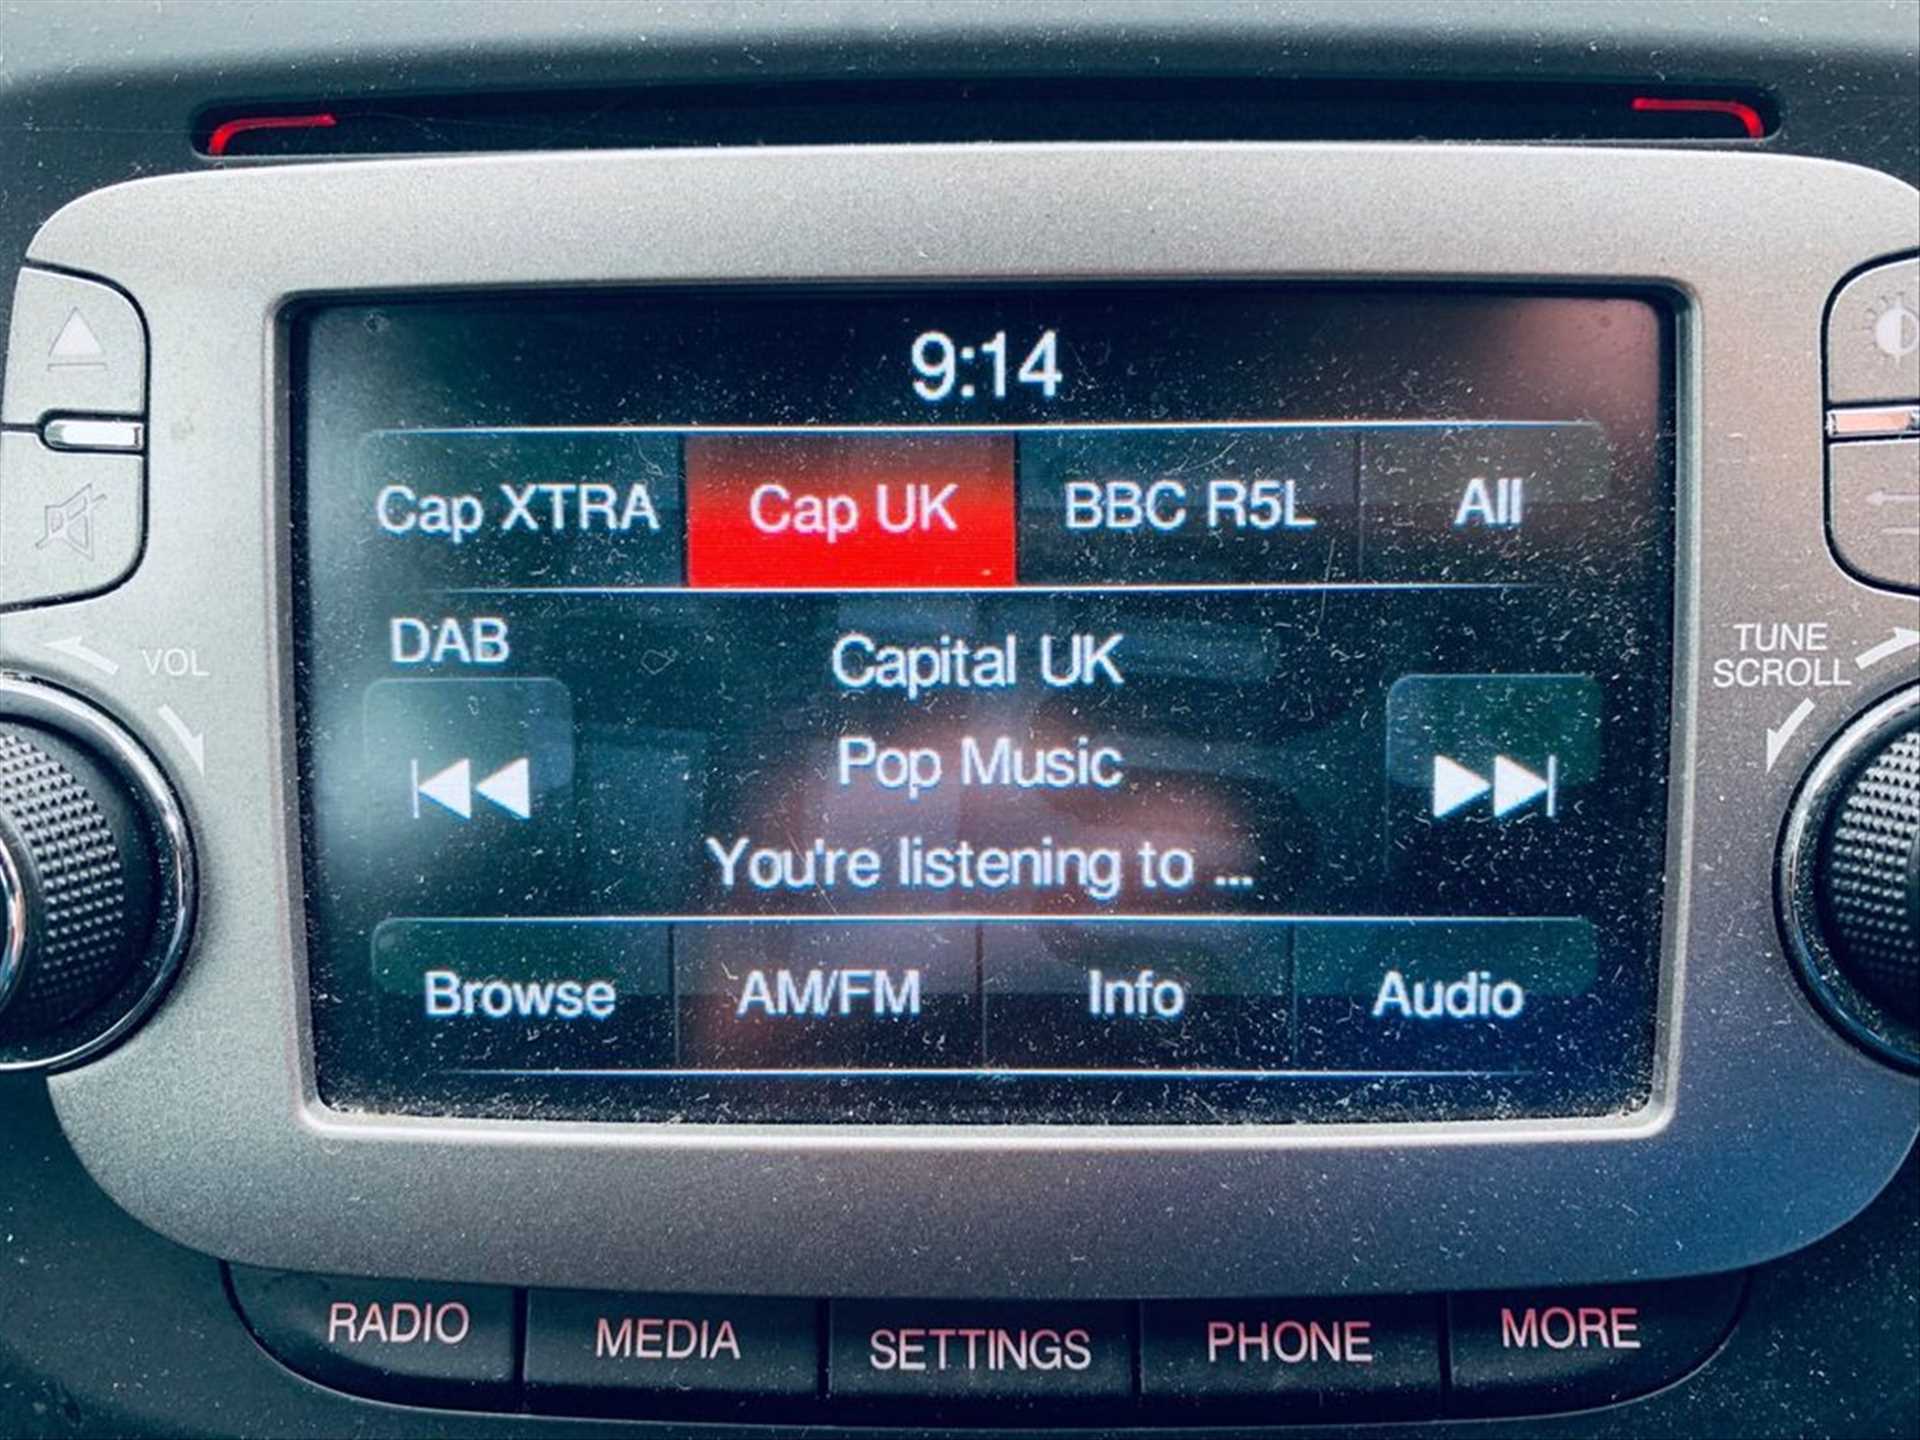 9:14
Cap XTRA Cap UK BBC R5L All
DAB
Capital UK
VOL
TUNE
SCROLL
Pop Music
You're listening to ...
Browse AM/FM Info Audio
RADIO MEDIA SETTINGS PHONE MORE